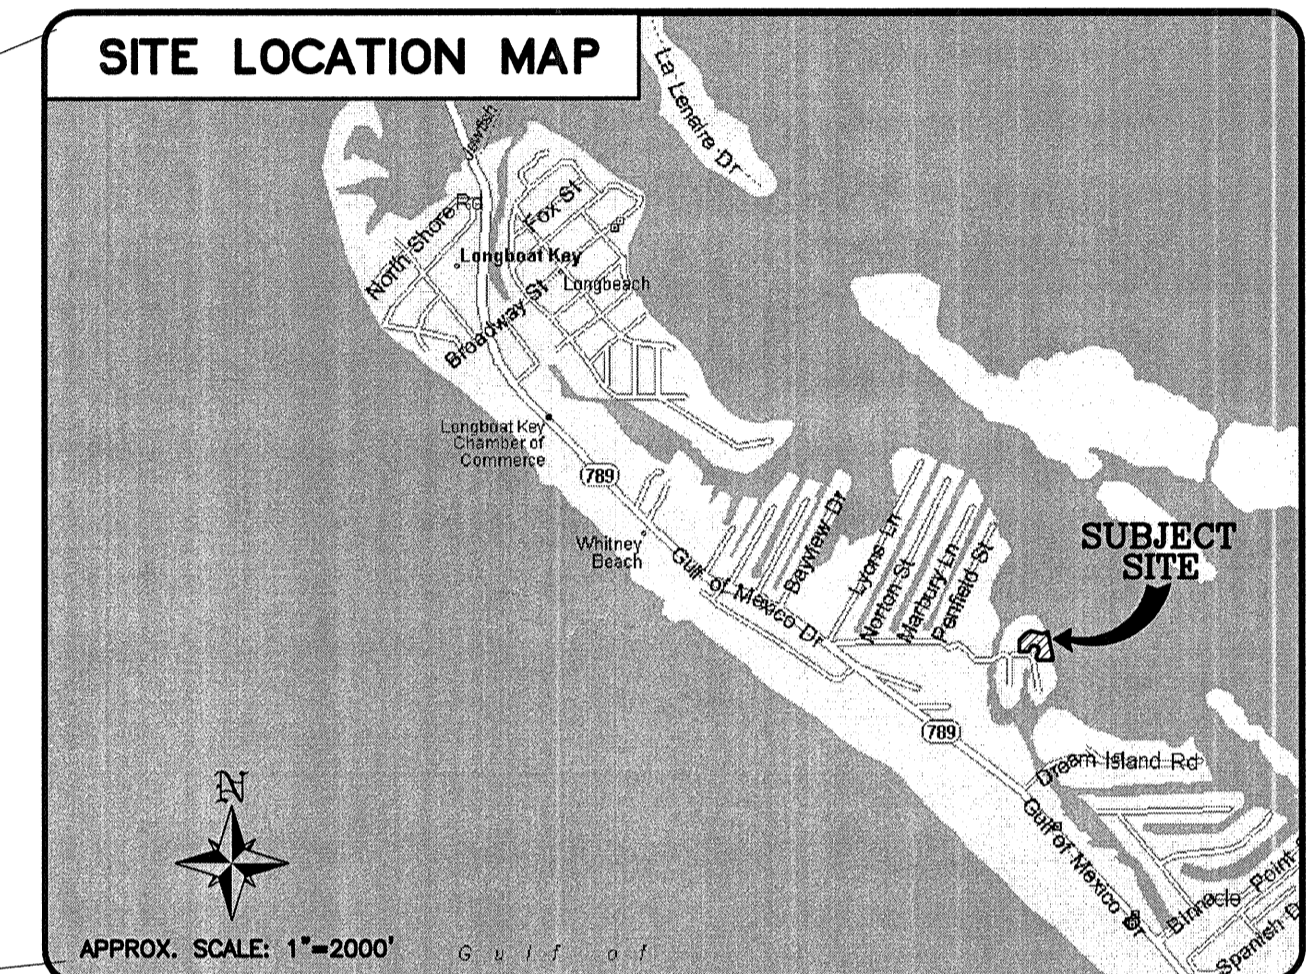 SITE LOCATION MAP
La Lenaire Dr
Jewfish
North Shore Rd
Fox St
Longboat Key
Longbeach
Broadway St
Longboat Key
Chamber of
Commerce
789
Whitney
Beach
Gulf of Mexico Dr
Bayview Dr
Lyons Ln
Norton St
Marbury Ln
Penfield St
SUBJECT
SITE
789
Dream Island Rd
Gulf of Mexico Dr
Binnacle Point
Spanish D
N
APPROX. SCALE: 1"=2000'
Gulf of